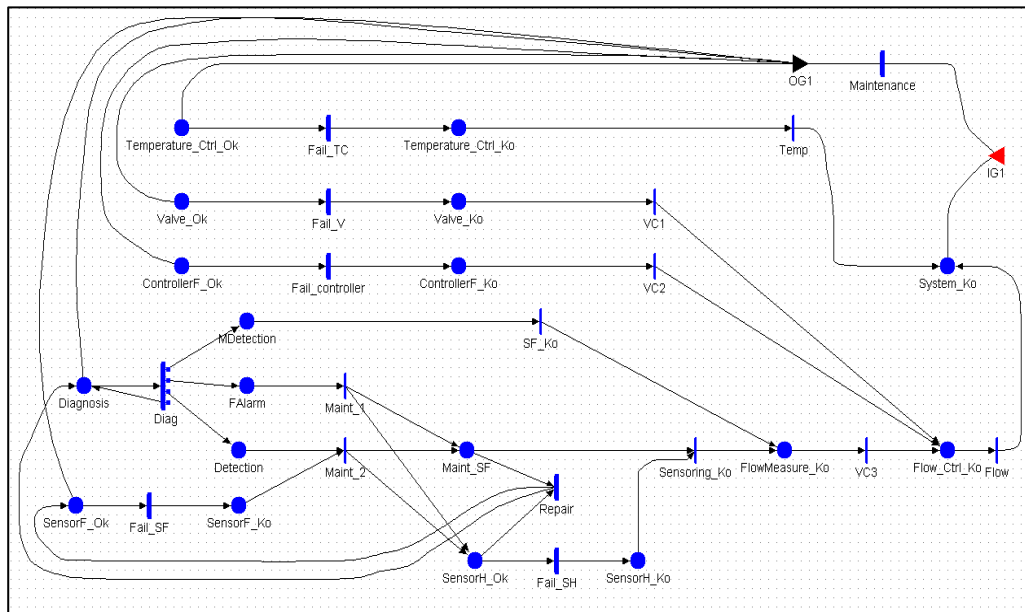 OG1
Maintenance
Temperature_Ctrl_Ok
Fail_TC
Temperature_Ctrl_Ko
Temp
IG1
Valve_Ok
Fail_V
Valve_Ko
VC1
ControllerF_Ok
Fail_controller
ControllerF_Ko
VC2
System_Ko
MDetection
SF_Ko
Diagnosis
Diag
FAlarm
Maint_1
Detection
Maint_2
Maint_SF
Sensoring_Ko
FlowMeasure_Ko
VC3
Flow_Ctrl_Ko
Flow
SensorF_Ok
Fail_SF
SensorF_Ko
Repair
SensorH_Ok
Fail_SH
SensorH_Ko